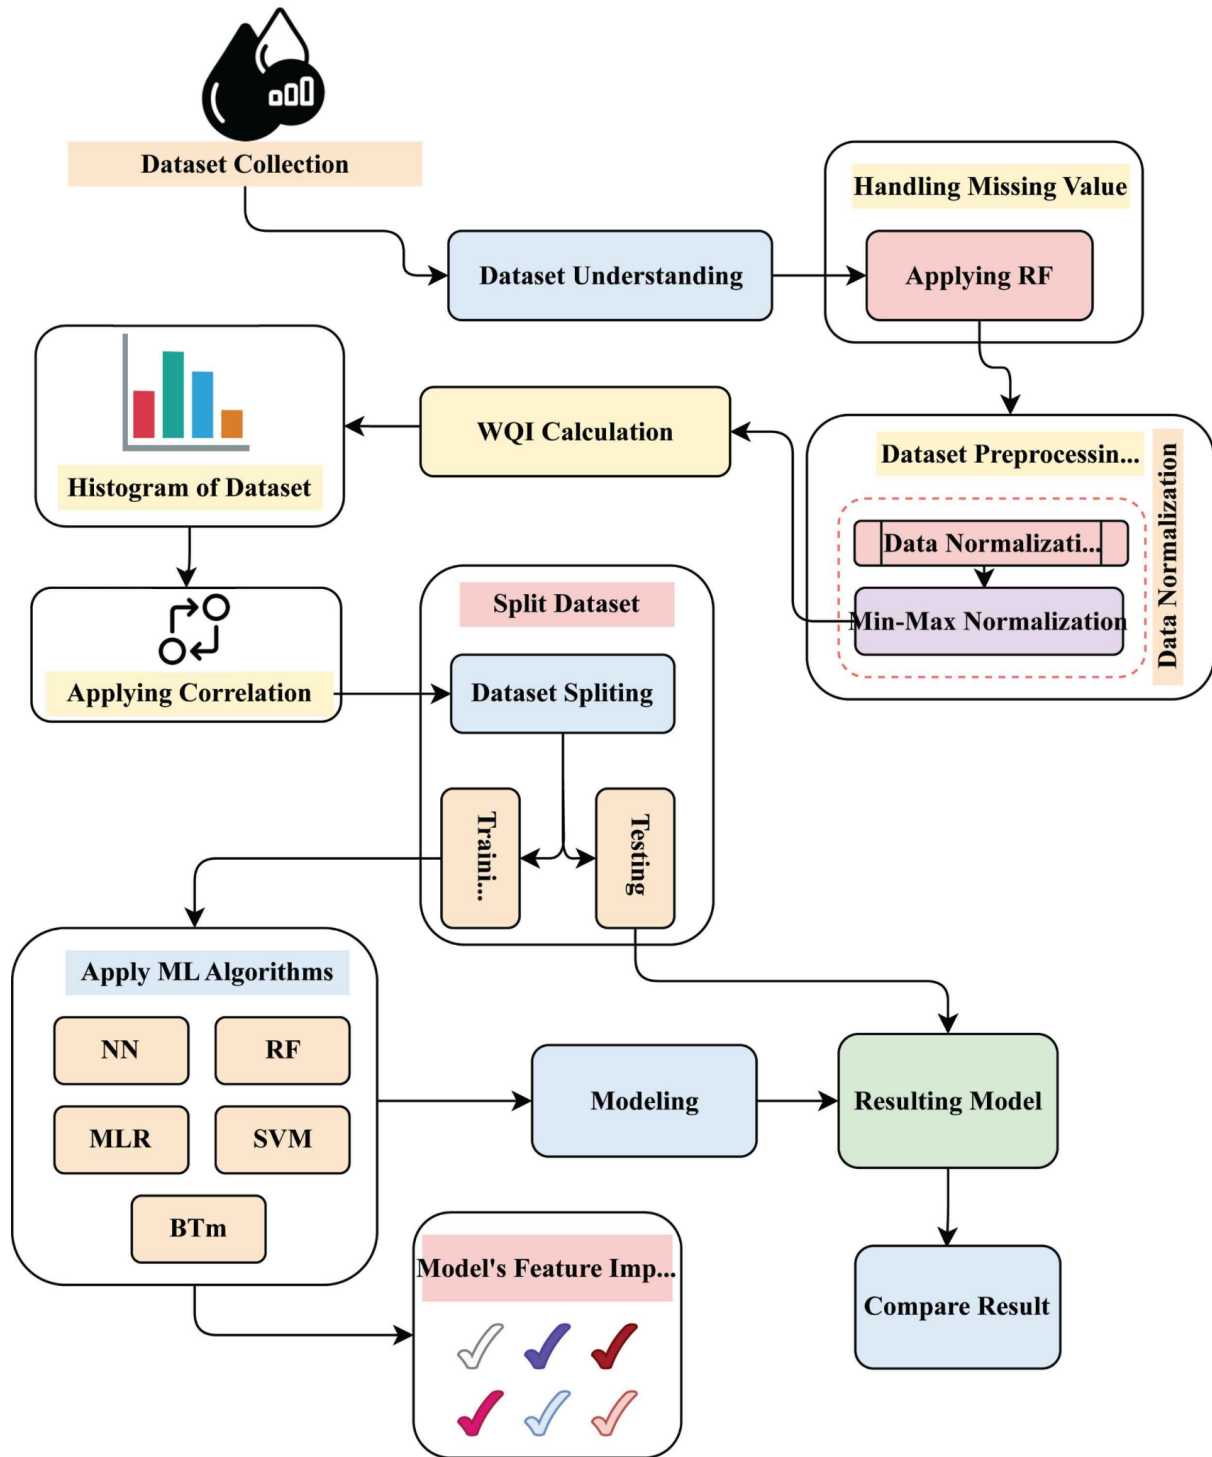 Dataset Collection
Handling Missing Value
Dataset Understanding
Applying RF
WQI Calculation
Histogram of Dataset
Dataset Preprocessin...
Data Normalization
Data Normalizati...
Min-Max Normalization
Applying Correlation
Split Dataset
Dataset Spliting
Traini...
Testing
Apply ML Algorithms
NN
RF
MLR
SVM
BTm
Modeling
Resulting Model
Model's Feature Imp...
Compare Result